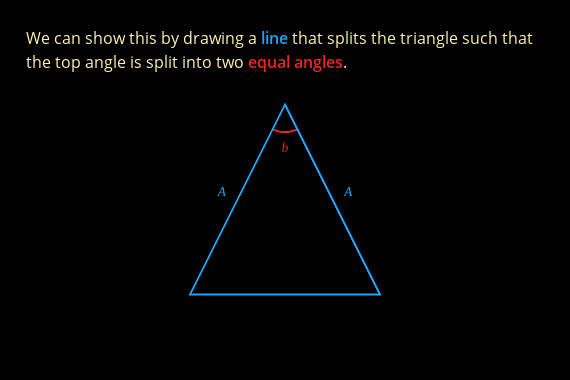 We can show this by drawing a line that splits the triangle such that
the top angle is split into two equal angles.
b
A A